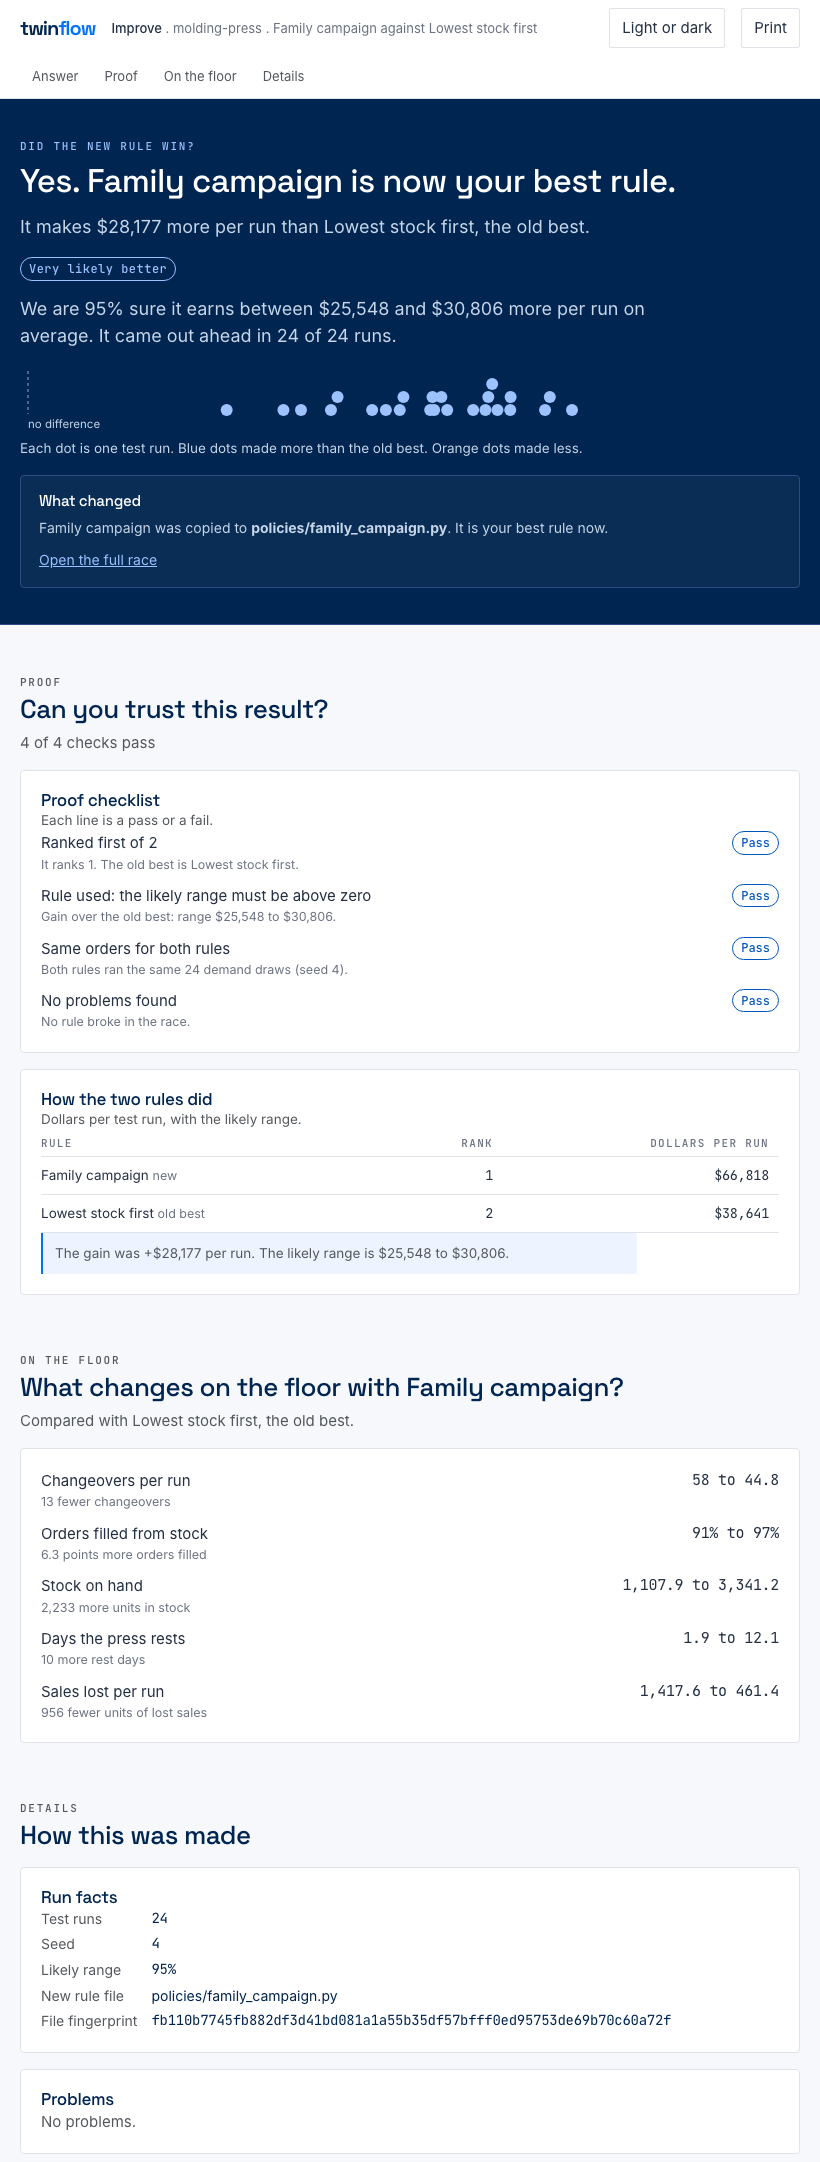 twinflow Improve . molding-press . Family campaign against Lowest stock first Light or dark Print
Answer Proof On the floor Details
DID THE NEW RULE WIN?
Yes. Family campaign is now your best rule.
It makes $28,177 more per run than Lowest stock first, the old best.
Very likely better
We are 95% sure it earns between $25,548 and $30,806 more per run on
average. It came out ahead in 24 of 24 runs.
no difference
Each dot is one test run. Blue dots made more than the old best. Orange dots made less.
What changed
Family campaign was copied to policies/family_campaign.py. It is your best rule now.
Open the full race
PROOF
Can you trust this result?
4 of 4 checks pass
Proof checklist
Each line is a pass or a fail.
Ranked first of 2 Pass
It ranks 1. The old best is Lowest stock first.
Rule used: the likely range must be above zero Pass
Gain over the old best: range $25,548 to $30,806.
Same orders for both rules Pass
Both rules ran the same 24 demand draws (seed 4).
No problems found Pass
No rule broke in the race.
How the two rules did
Dollars per test run, with the likely range.
RULE RANK DOLLARS PER RUN
Family campaign new 1 $66,818
Lowest stock first old best 2 $38,641
The gain was +$28,177 per run. The likely range is $25,548 to $30,806.
ON THE FLOOR
What changes on the floor with Family campaign?
Compared with Lowest stock first, the old best.
Changeovers per run 58 to 44.8
13 fewer changeovers
Orders filled from stock 91% to 97%
6.3 points more orders filled
Stock on hand 1,107.9 to 3,341.2
2,233 more units in stock
Days the press rests 1.9 to 12.1
10 more rest days
Sales lost per run 1,417.6 to 461.4
956 fewer units of lost sales
DETAILS
How this was made
Run facts
Test runs 24
Seed 4
Likely range 95%
New rule file policies/family_campaign.py
File fingerprint fb110b7745fb882df3d41bd081a1a55b35df57bfff0ed95753de69b70c60a72f
Problems
No problems.